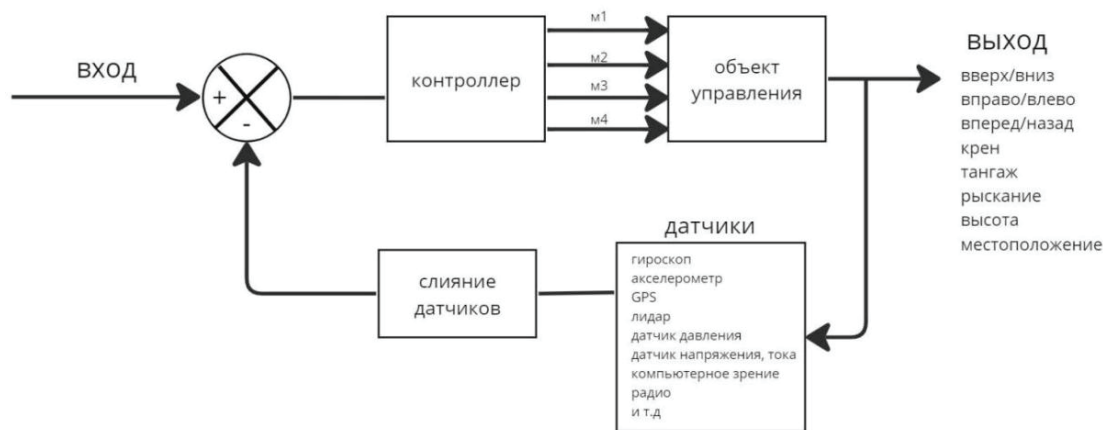 вход
+
-
контроллер
м1
м2
м3
м4
объект
управления
выход
вверх/вниз
вправо/влево
вперед/назад
крен
тангаж
рыскание
высота
местоположение
слияние
датчиков
датчики
гироскоп
акселерометр
GPS
лидар
датчик давления
датчик напряжения, тока
компьютерное зрение
радио
и т.д